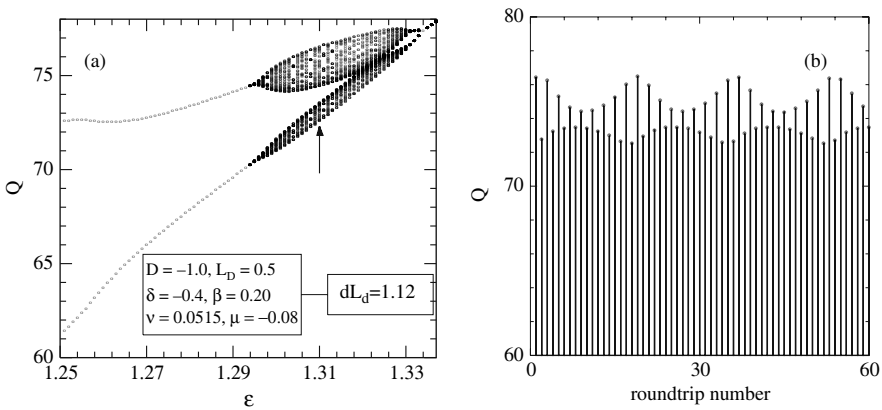 (a)
75
70
65
60
Q
1.25
1.27
1.29
1.31
1.33
ε
D = –1.0, L_D = 0.5
δ = –0.4, β = 0.20
ν = 0.0515, μ = –0.08
dL_d=1.12
(b)
80
70
60
Q
0
30
60
roundtrip number